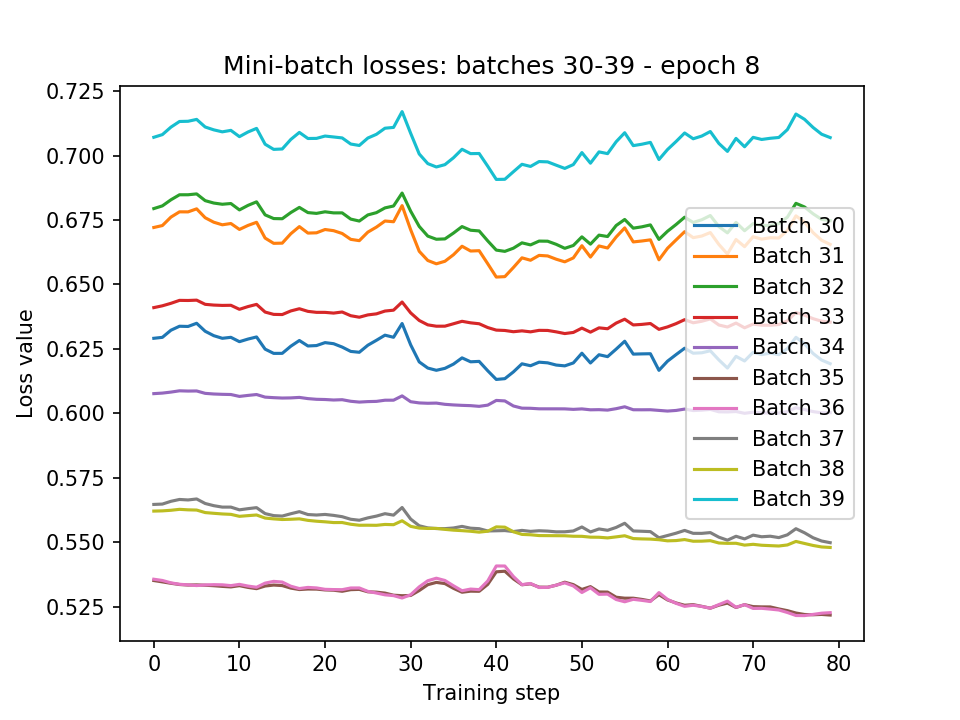 Mini-batch losses: batches 30-39 - epoch 8
Loss value
0.725
0.700
0.675
0.650
0.625
0.600
0.575
0.550
0.525
Batch 30
Batch 31
Batch 32
Batch 33
Batch 34
Batch 35
Batch 36
Batch 37
Batch 38
Batch 39
0 10 20 30 40 50 60 70 80
Training step